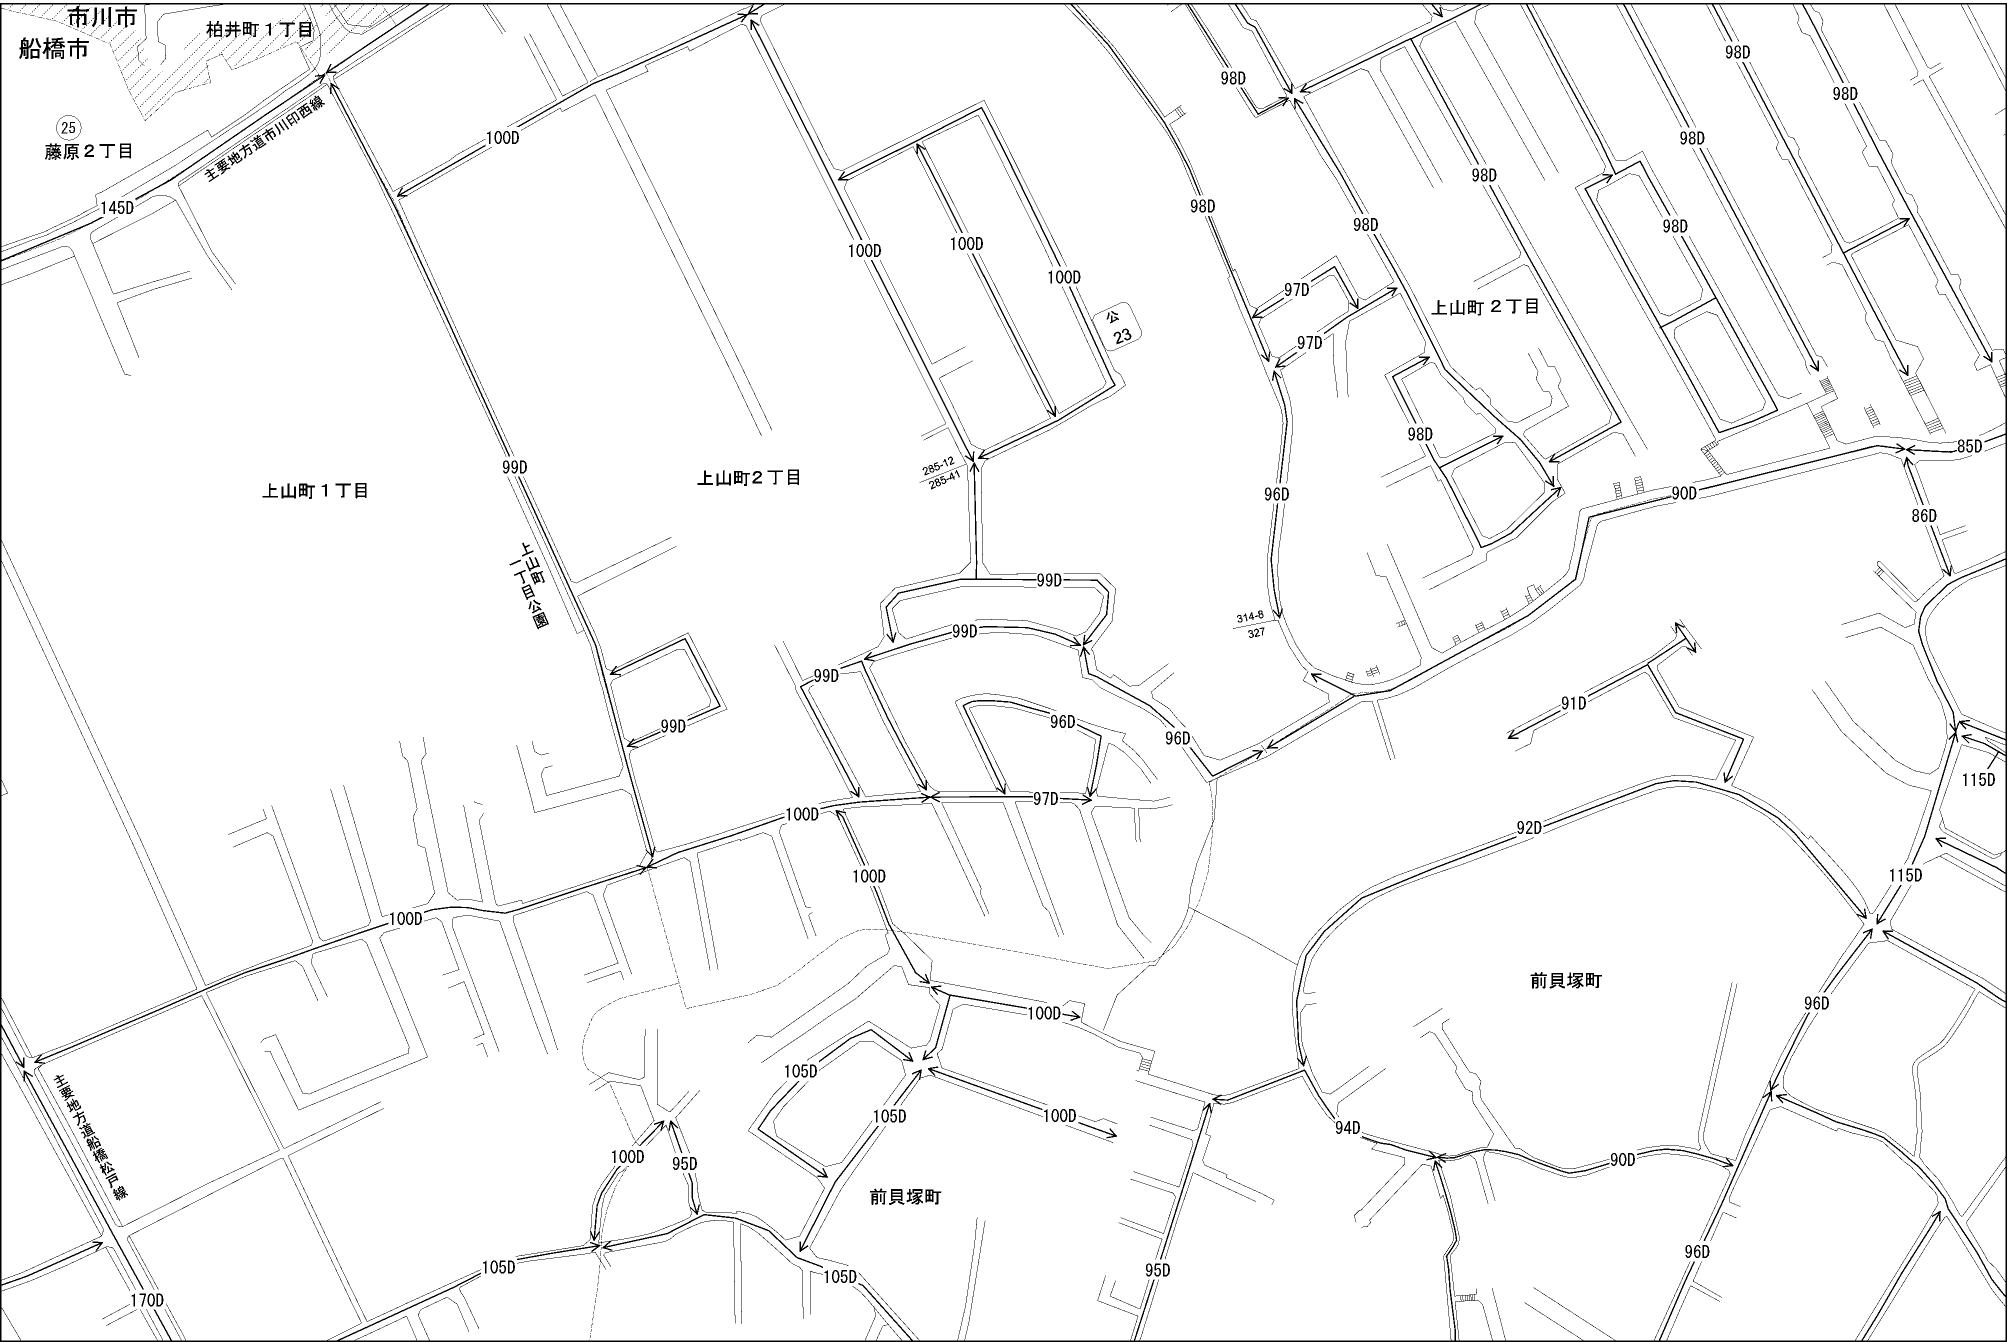 市川市
柏井町１丁目
船橋市
25
藤原２丁目
主要地方道市川印西線
145D
100D
98D
98D
98D
98D
98D
98D
98D
98D
98D
100D
100D
100D
97D
97D
公
23
上山町２丁目
99D
上山町１丁目
上山町２丁目
285-12
285-41
98D
96D
90D
85D
86D
上山町
一丁目公園
99D
99D
314-8
327
99D
99D
96D
96D
91D
115D
100D
97D
92D
100D
115D
100D
前貝塚町
100D
96D
主要地方道船橋松戸線
105D
105D
100D
94D
100D
95D
90D
前貝塚町
105D
105D
170D
95D
96D